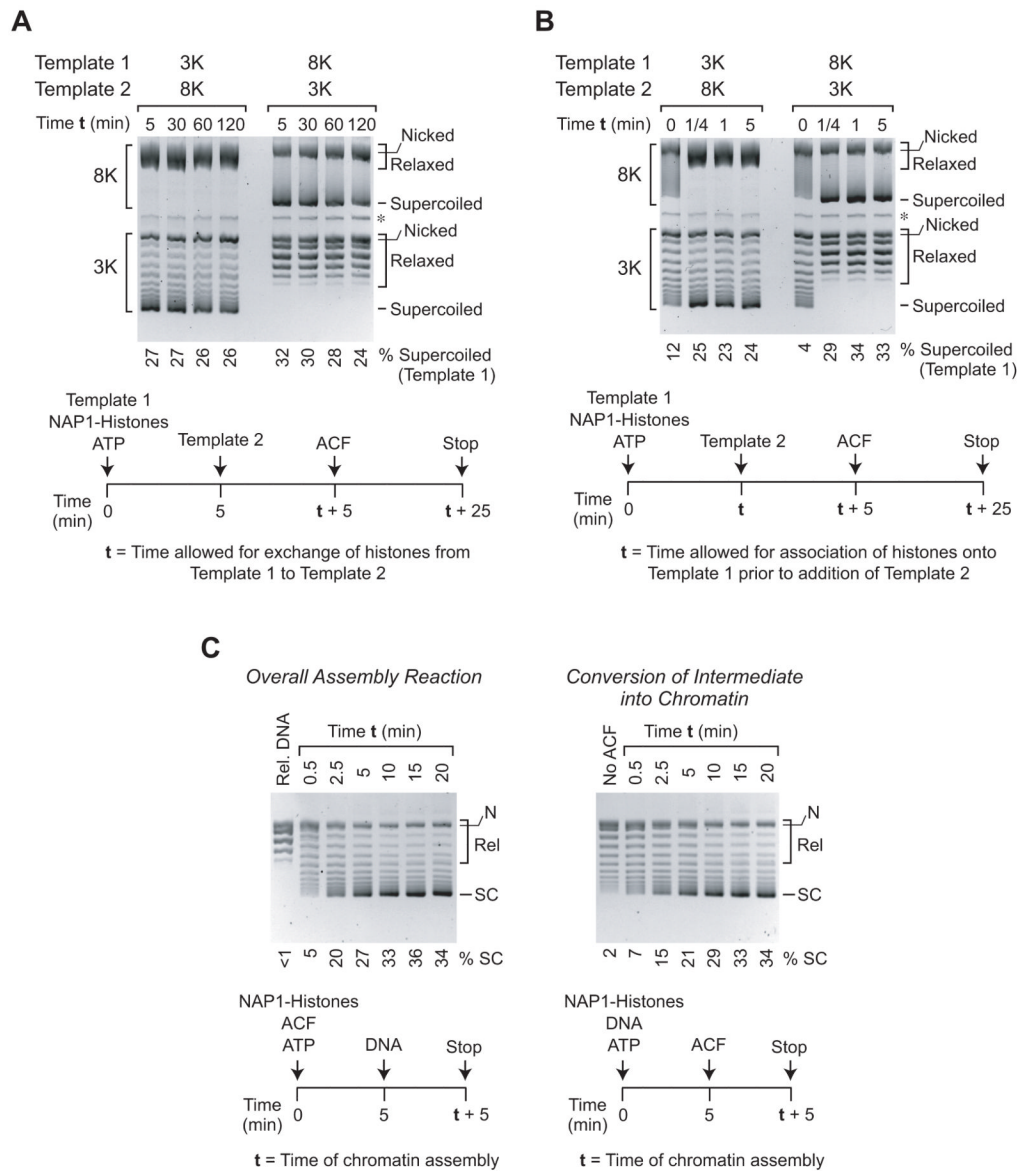 A
Template 1 3K 8K
Template 2 8K 3K
Time t (min) 5 30 60 120 5 30 60 120
Nicked
Relaxed
8K
Supercoiled
*
Nicked
Relaxed
3K
Supercoiled
27 27 26 26 32 30 28 24 % Supercoiled
(Template 1)
Template 1
NAP1-Histones
ATP Template 2 ACF Stop
Time
(min) 0 5 t + 5 t + 25
t = Time allowed for exchange of histones from
Template 1 to Template 2
B
Template 1 3K 8K
Template 2 8K 3K
Time t (min) 0 1/4 1 5 0 1/4 1 5
Nicked
Relaxed
8K
Supercoiled
*
Nicked
Relaxed
3K
Supercoiled
12 25 23 24 4 29 34 33 % Supercoiled
(Template 1)
Template 1
NAP1-Histones
ATP Template 2 ACF Stop
Time
(min) 0 t t + 5 t + 25
t = Time allowed for association of histones onto
Template 1 prior to addition of Template 2
C
Overall Assembly Reaction
Rel. DNA
Time t (min)
0.5 2.5 5 10 15 20
N
Rel
SC
<1 5 20 27 33 36 34 % SC
NAP1-Histones
ACF
ATP DNA Stop
Time
(min) 0 5 t + 5
t = Time of chromatin assembly
Conversion of Intermediate
into Chromatin
No ACF
Time t (min)
0.5 2.5 5 10 15 20
N
Rel
SC
2 7 15 21 29 33 34 % SC
NAP1-Histones
DNA
ATP ACF Stop
Time
(min) 0 5 t + 5
t = Time of chromatin assembly